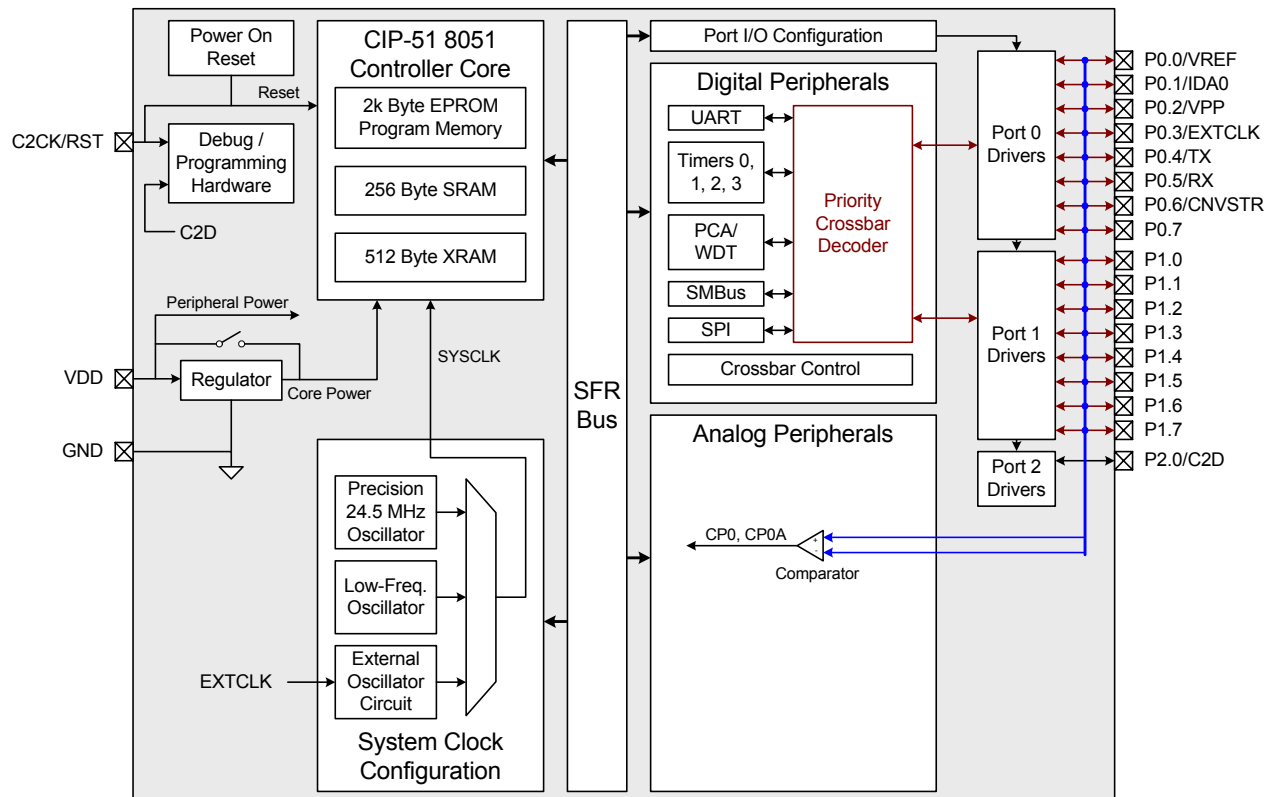 Power On
Reset
Reset
C2CK/RST
Debug /
Programming
Hardware
C2D
CIP-51 8051
Controller Core
2k Byte EPROM
Program Memory
256 Byte SRAM
512 Byte XRAM
Peripheral Power
VDD
Regulator
Core Power
GND
SYSCLK
Precision
24.5 MHz
Oscillator
Low-Freq.
Oscillator
EXTCLK
External
Oscillator
Circuit
System Clock
Configuration
SFR
Bus
Port I/O Configuration
Digital Peripherals
UART
Timers 0,
1, 2, 3
PCA/
WDT
SMBus
SPI
Priority
Crossbar
Decoder
Crossbar Control
Analog Peripherals
CP0, CP0A
+
-
Comparator
Port 0
Drivers
Port 1
Drivers
Port 2
Drivers
P0.0/VREF
P0.1/IDA0
P0.2/VPP
P0.3/EXTCLK
P0.4/TX
P0.5/RX
P0.6/CNVSTR
P0.7
P1.0
P1.1
P1.2
P1.3
P1.4
P1.5
P1.6
P1.7
P2.0/C2D